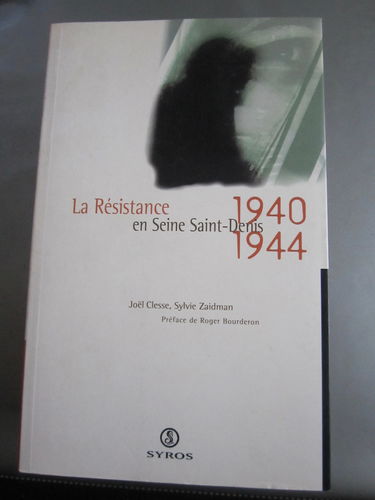 La Résistance 1940
en Seine Saint-Denis
1944
Joël Clesse, Sylvie Zaidman
Préface de Roger Bourderon
S
SYROS